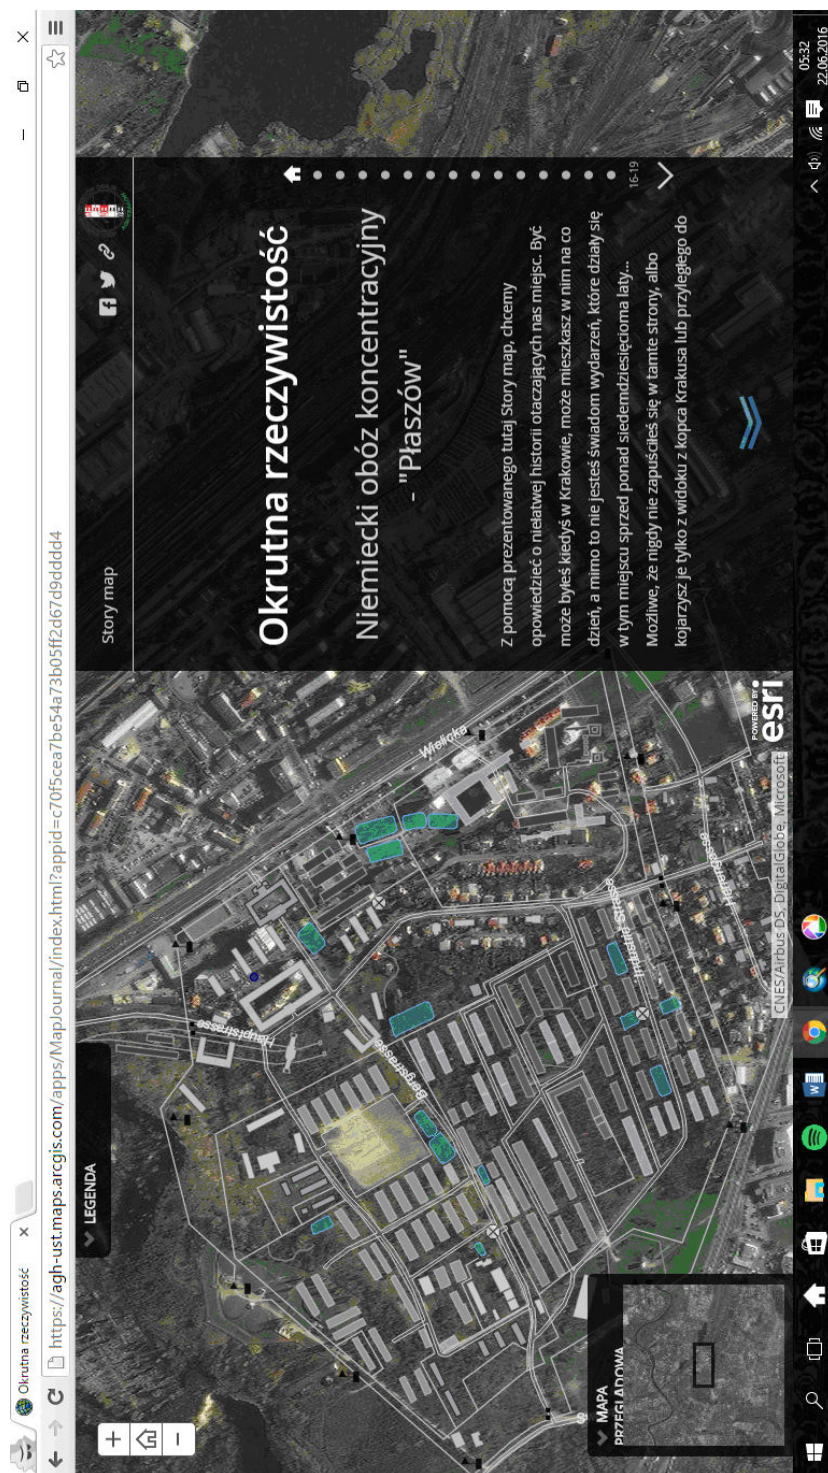 Okrutna rzeczywistość
https://agh-ust.maps.arcgis.com/apps/MapJournal/index.html?appid=c70f5cea7be54a73b05ff2d67d9dddd4
LEGENDA
Hauptstrasse
Bergstrasse
Wielicka
Industrie Strasse
MAPA
PRZEGLĄDOWA
CNES/Airbus DS, DigitalGlobe, Microsoft
POWERED BY
esri
Story map
Okrutna rzeczywistość
Niemiecki obóz koncentracyjny
- "Płaszów"
Z pomocą prezentowanego tutaj Story map, chcemy
opowiedzieć o niełatwej historii otaczających nas miejsc. Być
może byłeś kiedyś w Krakowie, może mieszkasz w nim na co
dzień, a mimo to nie jesteś świadom wydarzeń, które działy się
w tym miejscu sprzed ponad siedemdziesięcioma laty...
Możliwe, że nigdy nie zapuściłeś się w tamte strony, albo
kojarzysz je tylko z widoku z kopca Krakusa lub przyległego do
16-19
05:32
22.06.2016